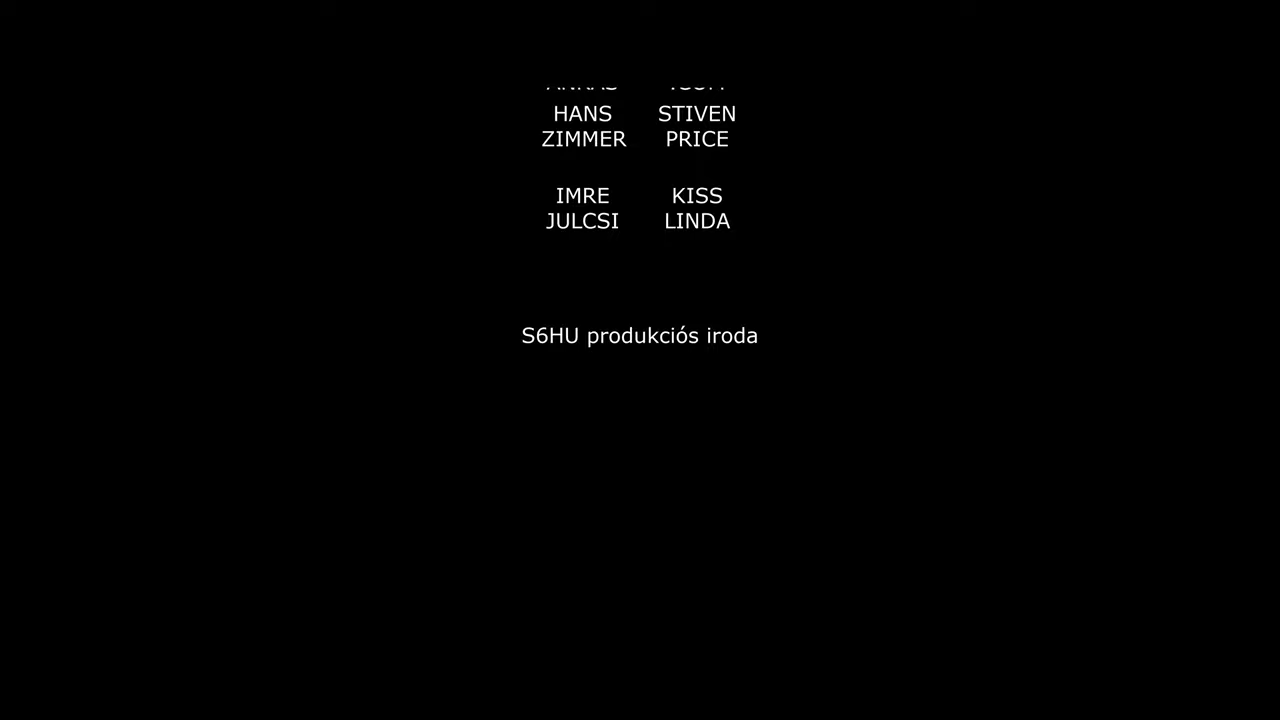 HANS STIVEN
ZIMMER PRICE
IMRE KISS
JULCSI LINDA
S6HU produkciós iroda